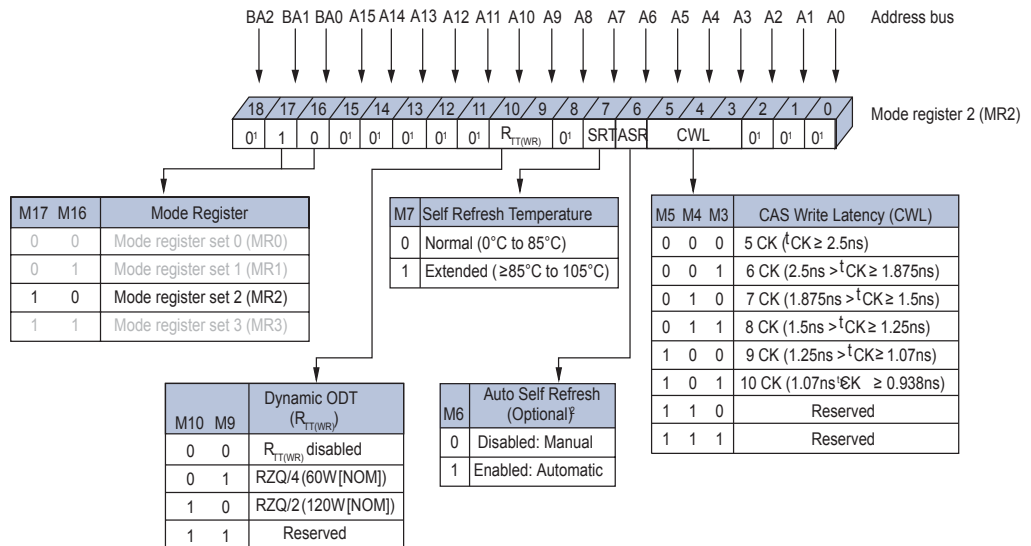 BA2 BA1 BA0 A15 A14 A13 A12 A11 A10 A9 A8 A7 A6 A5 A4 A3 A2 A1 A0 Address bus
18 17 16 15 14 13 12 11 10 9 8 7 6 5 4 3 2 1 0
Mode register 2 (MR2)
0¹ 1 0 0¹ 0¹ 0¹ 0¹ 0¹ R_TT(WR) 0¹ SRT ASR CWL 0¹ 0¹ 0¹
M17 M16 Mode Register
0 0 Mode register set 0 (MR0)
0 1 Mode register set 1 (MR1)
1 0 Mode register set 2 (MR2)
1 1 Mode register set 3 (MR3)
M7 Self Refresh Temperature
0 Normal (0°C to 85°C)
1 Extended (≥85°C to 105°C)
M5 M4 M3 CAS Write Latency (CWL)
0 0 0 5 CK (tCK ≥ 2.5ns)
0 0 1 6 CK (2.5ns > tCK ≥ 1.875ns)
0 1 0 7 CK (1.875ns > tCK ≥ 1.5ns)
0 1 1 8 CK (1.5ns > tCK ≥ 1.25ns)
1 0 0 9 CK (1.25ns > tCK ≥ 1.07ns)
1 0 1 10 CK (1.07ns CK ≥ 0.938ns)
1 1 0 Reserved
1 1 1 Reserved
M10 M9 Dynamic ODT
(R_TT(WR))
0 0 R_TT(WR) disabled
0 1 RZQ/4 (60W [NOM])
1 0 RZQ/2 (120W [NOM])
1 1 Reserved
M6 Auto Self Refresh
(Optional)²
0 Disabled: Manual
1 Enabled: Automatic